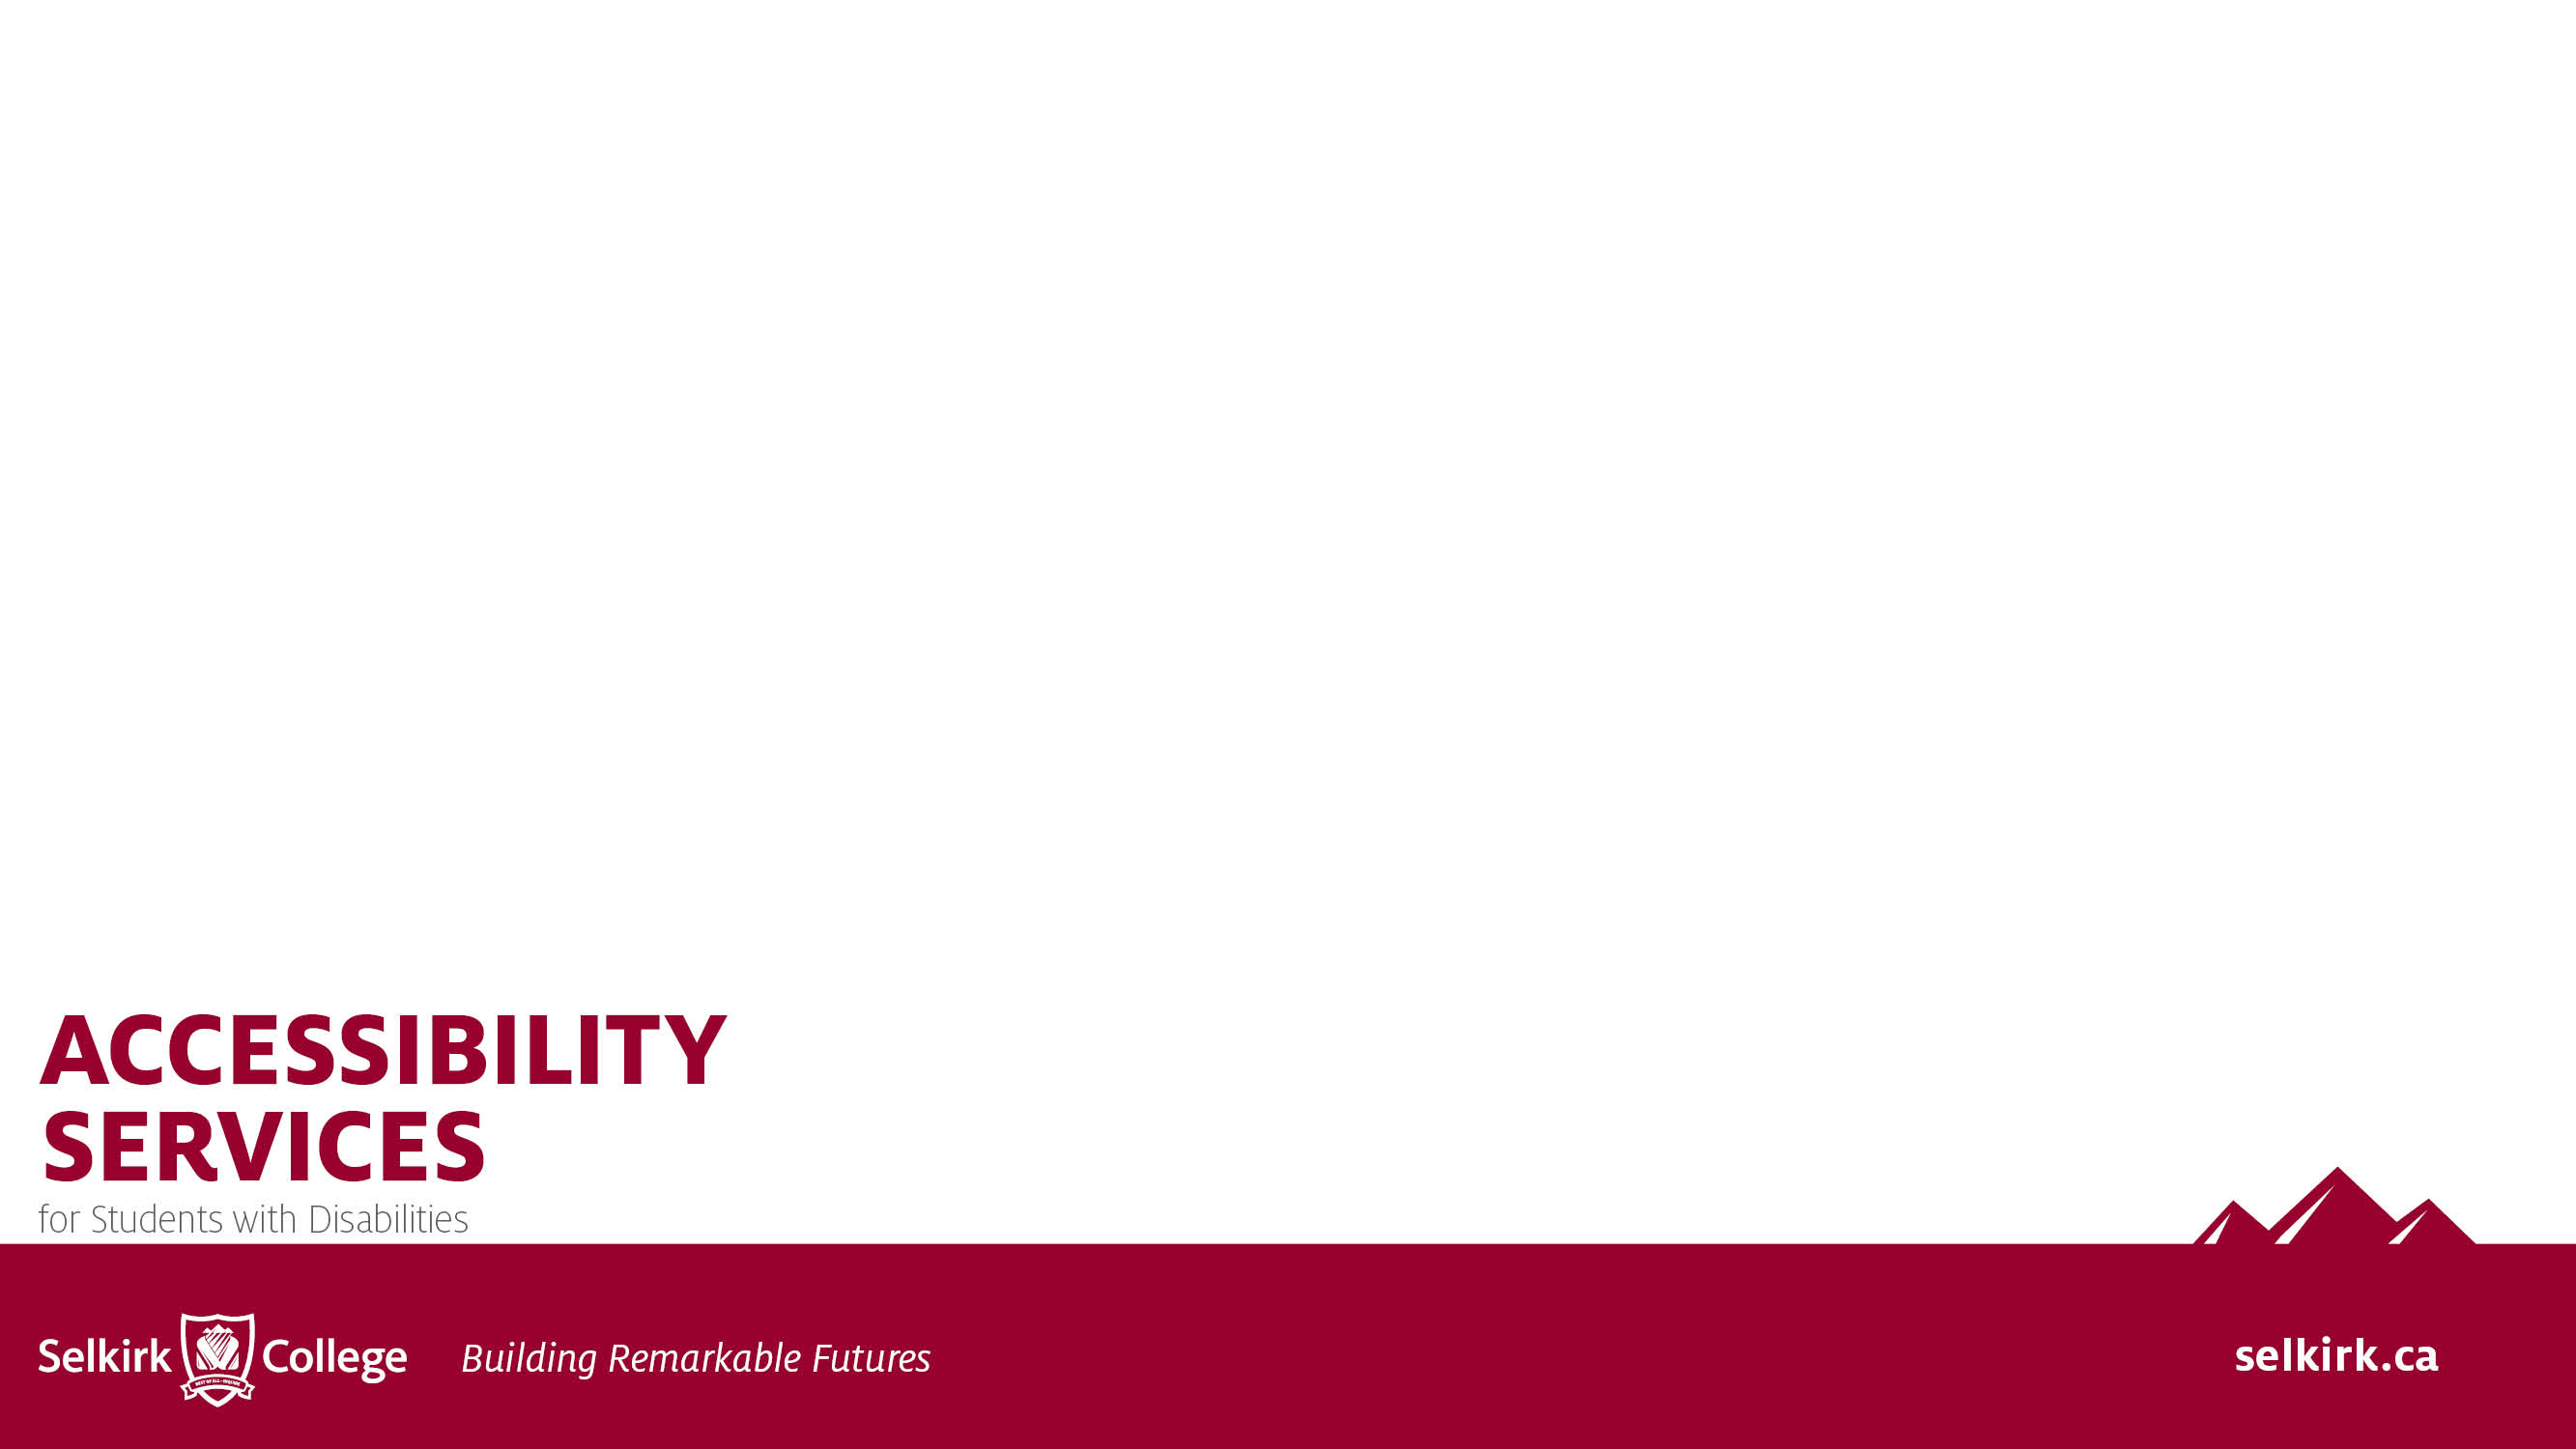 ACCESSIBILITY
SERVICES
for Students with Disabilities
Selkirk College
Building Remarkable Futures
selkirk.ca